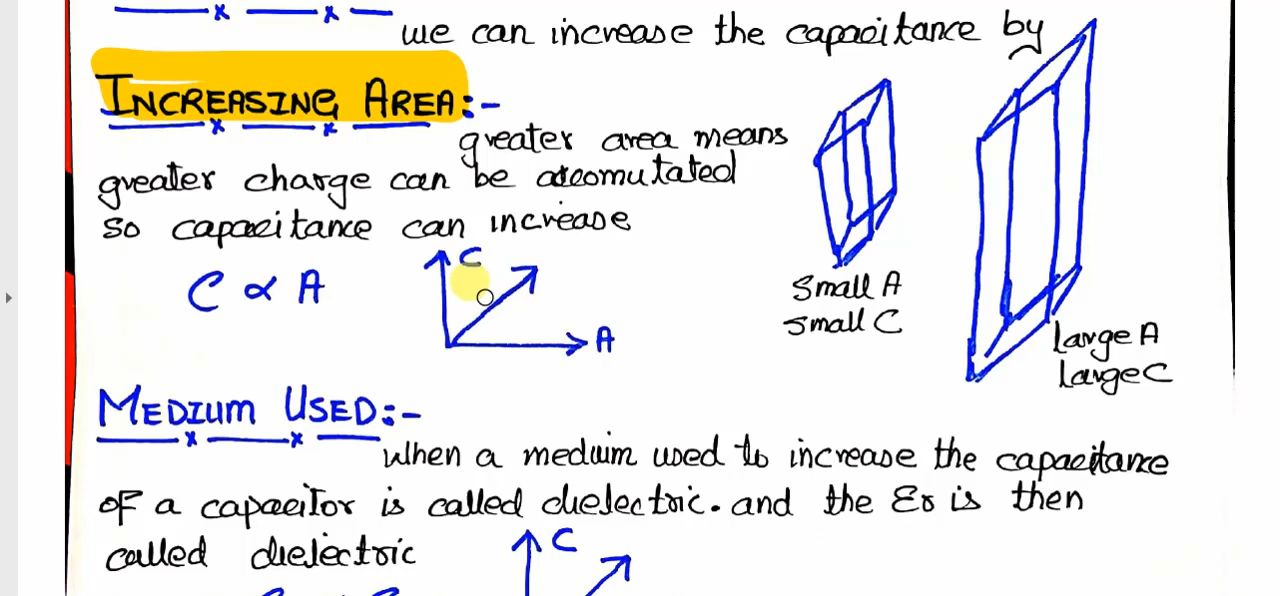 we can increase the capacitance by
INCREASING AREA:-
greater area means
greater charge can be accomutated
so capacitance can increase
C ∝ A
C
A
small A
small C
large A
large C
MEDIUM USED:-
when a medium used to increase the capacitance
of a capacitor is called dielectric. and the Er is then
called dielectric
C